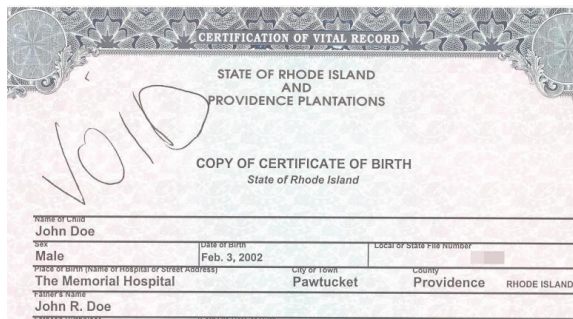 CERTIFICATION OF VITAL RECORD
STATE OF RHODE ISLAND
AND
PROVIDENCE PLANTATIONS
VOID
COPY OF CERTIFICATE OF BIRTH
State of Rhode Island
Name of Child
John Doe
Sex Date of Birth Local or State File Number
Male Feb. 3, 2002
Place of Birth (Name of Hospital or Street Address) City or Town County
The Memorial Hospital Pawtucket Providence RHODE ISLAND
Father's Name
John R. Doe